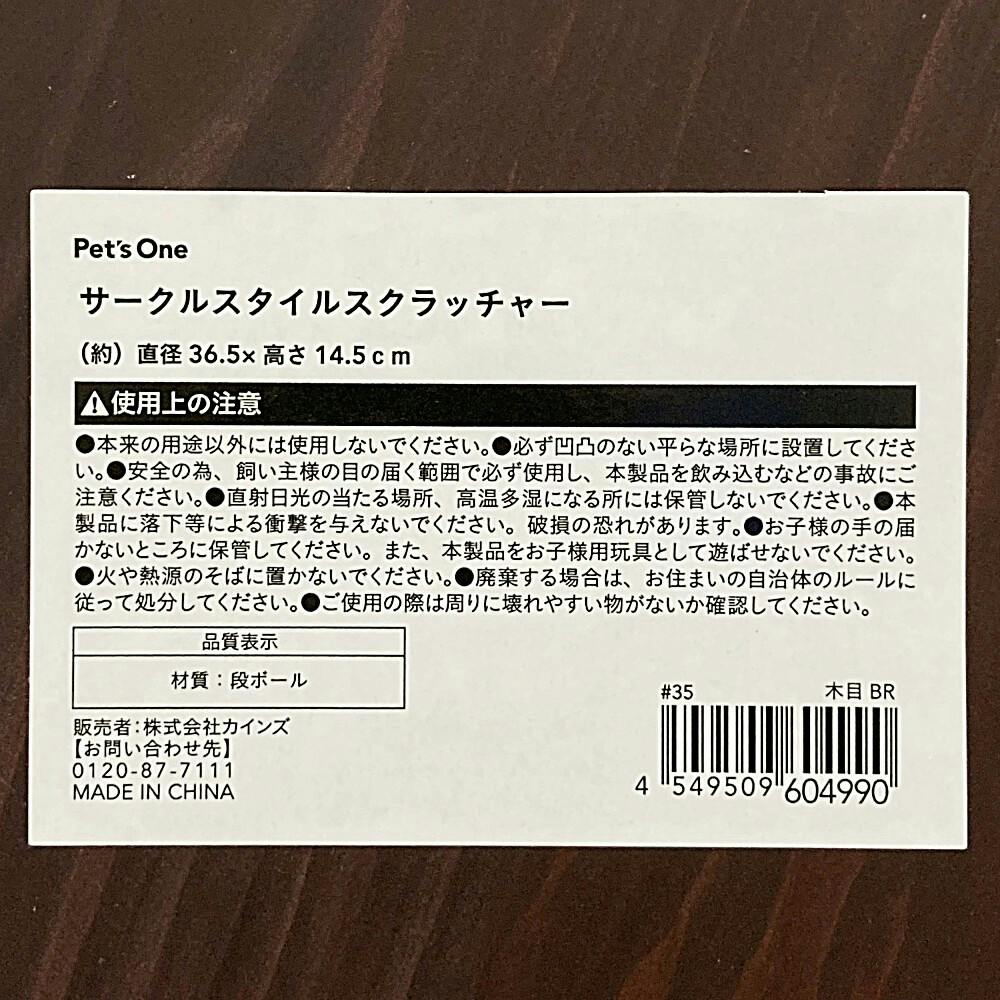 Pet's One
サークルスタイルスクラッチャー
（約）直径 36.5× 高さ 14.5ｃｍ
⚠使用上の注意
●本来の用途以外には使用しないでください。●必ず凹凸のない平らな場所に設置してくださ
い。●安全の為、飼い主様の目の届く範囲で必ず使用し、本製品を飲み込むなどの事故にご
注意ください。●直射日光の当たる場所、高温多湿になる所には保管しないでください。●本
製品に落下等による衝撃を与えないでください。破損の恐れがあります。●お子様の手の届
かないところに保管してください。また、本製品をお子様用玩具として遊ばせないでください。
●火や熱源のそばに置かないでください。●廃棄する場合は、お住まいの自治体のルールに
従って処分してください。●ご使用の際は周りに壊れやすい物がないか確認してください。
品質表示
材質：段ボール
販売者：株式会社カインズ
【お問い合わせ先】
0120-87-7111
MADE IN CHINA
#35 木目 BR
4 549509 604990